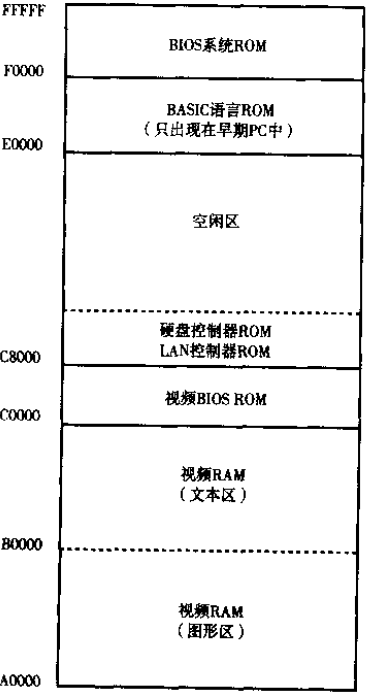 FFFFF
BIOS系统ROM
F0000
BASIC语言ROM
（只出现在早期PC中）
E0000
空闲区
硬盘控制器ROM
LAN控制器ROM
C8000
视频BIOS ROM
C0000
视频RAM
（文本区）
B0000
视频RAM
（图形区）
A0000